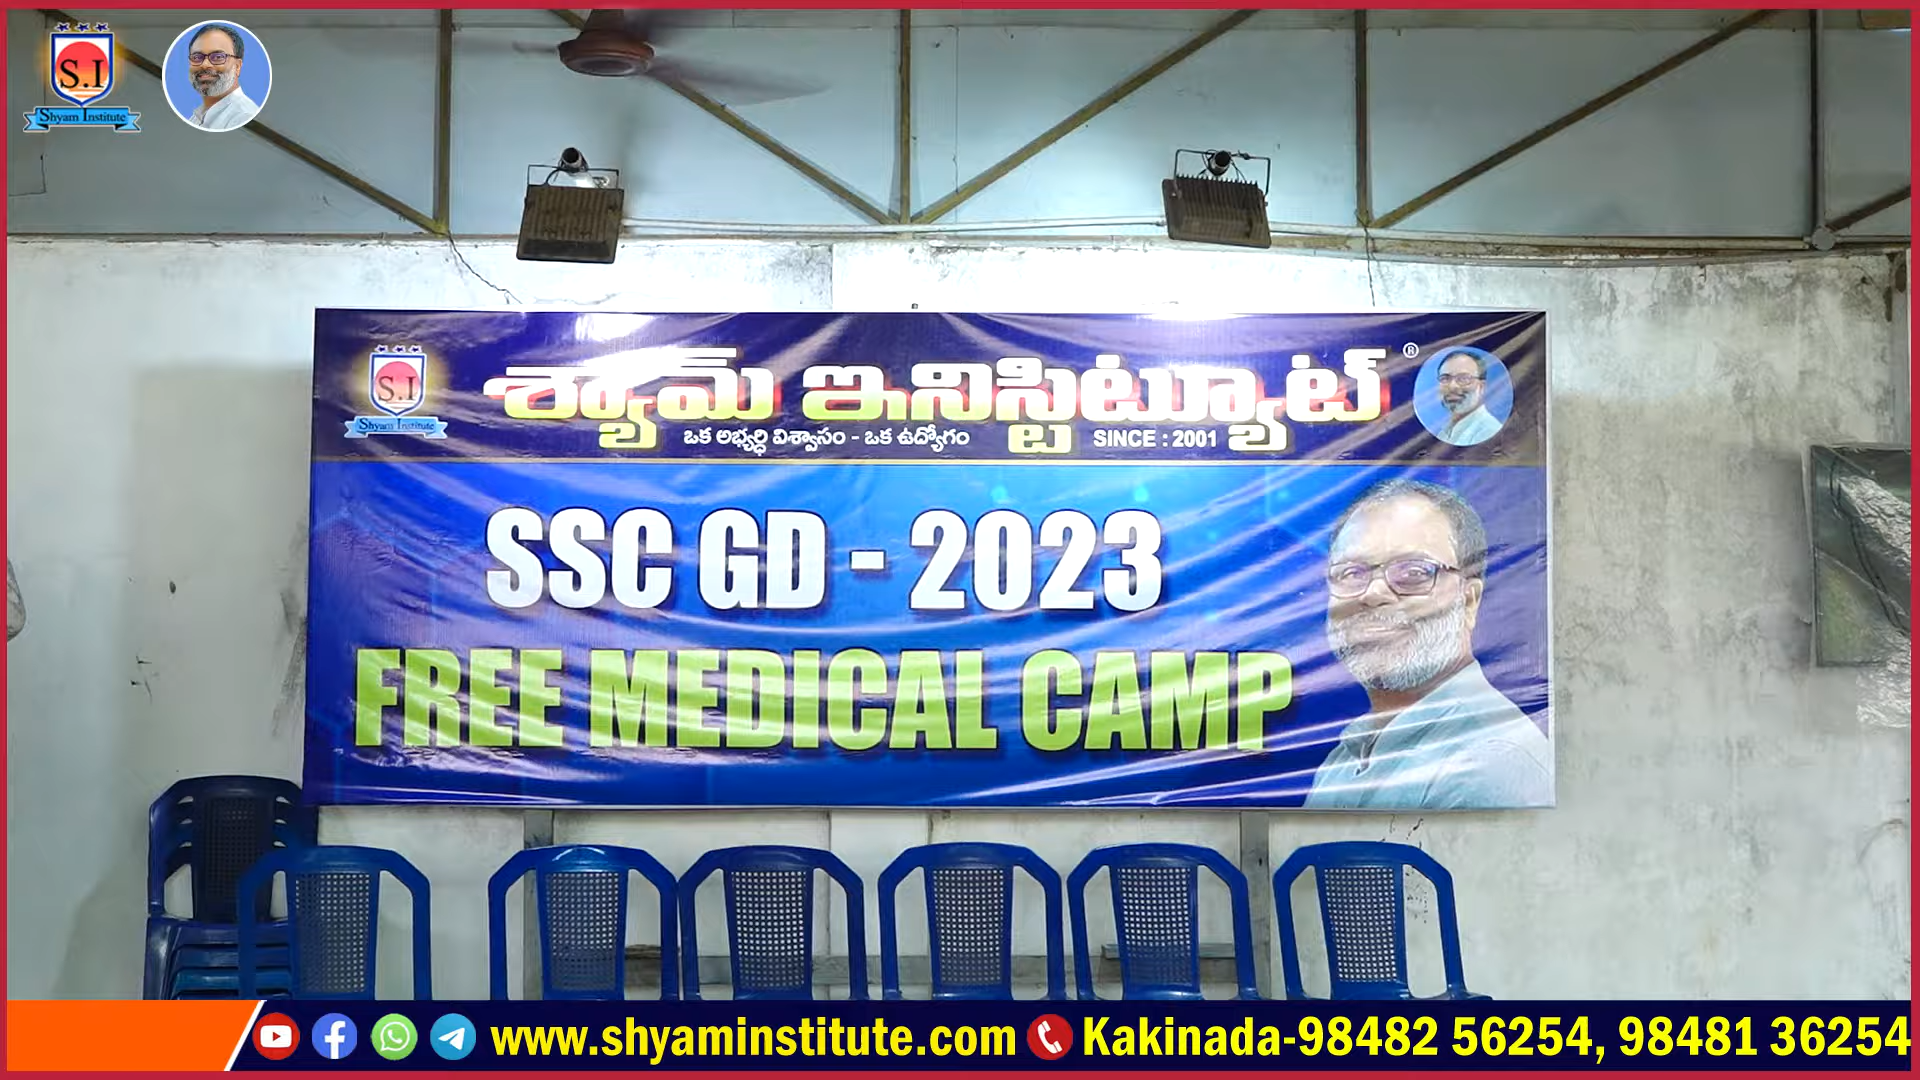 S.I
Shyam Institute
S.I
Shyam Institute
శ్యామ్ ఇనిస్టిట్యూట్ ®
ఒక అభ్యర్ధి విశ్వాసం - ఒక ఉద్యోగం
SINCE : 2001
SSC GD - 2023
FREE MEDICAL CAMP
www.shyaminstitute.com Kakinada-98482 56254, 98481 36254